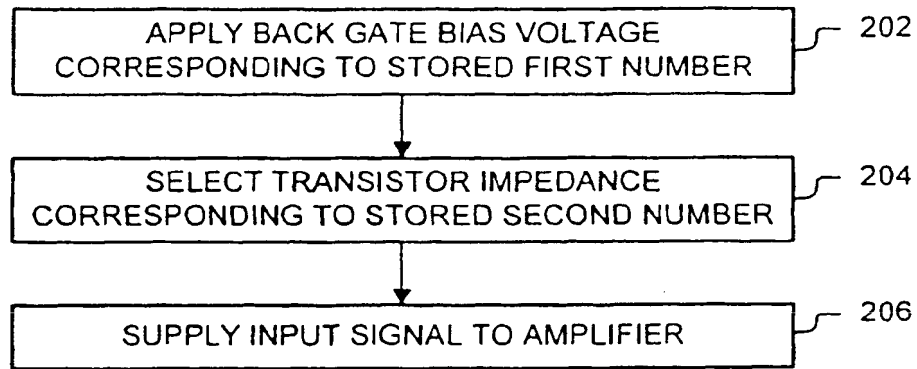 APPLY BACK GATE BIAS VOLTAGE
CORRESPONDING TO STORED FIRST NUMBER
202
SELECT TRANSISTOR IMPEDANCE
CORRESPONDING TO STORED SECOND NUMBER
204
SUPPLY INPUT SIGNAL TO AMPLIFIER
206